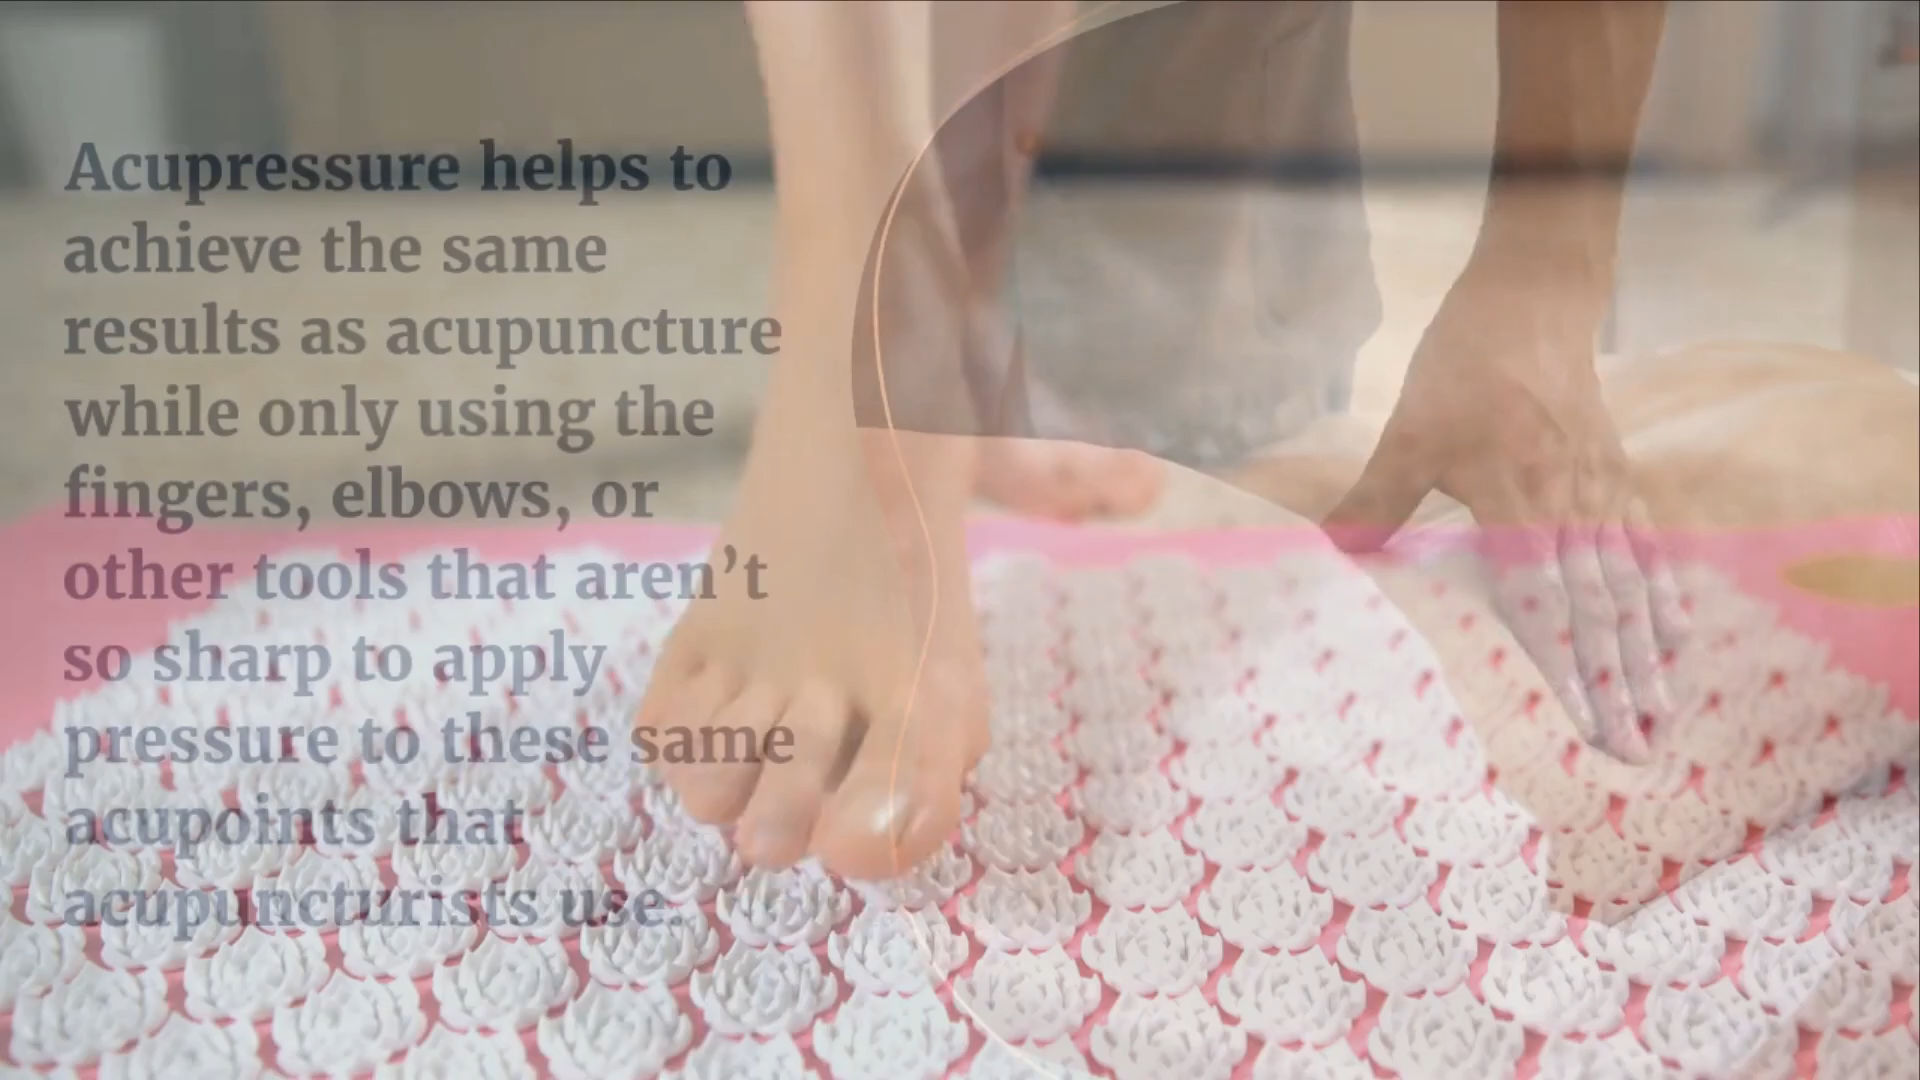 Acupressure helps to
achieve the same
results as acupuncture
while only using the
fingers, elbows, or
other tools that aren’t
so sharp to apply
pressure to these same
acupoints that
acupuncturists use.